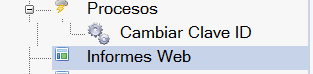 Procesos
Cambiar Clave ID
Informes Web